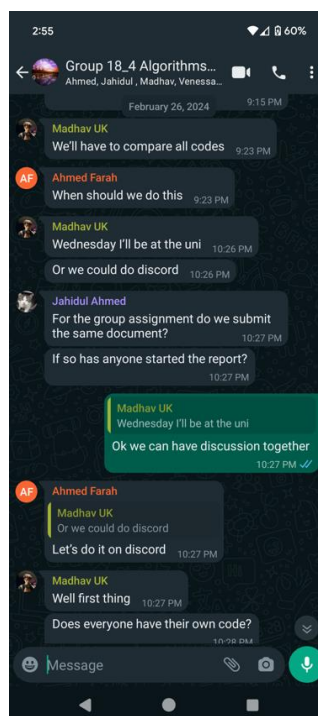 2:55
60%
Group 18_4 Algorithms...
Ahmed, Jahidul , Madhav, Venessa...
9:15 PM
February 26, 2024
Madhav UK
We'll have to compare all codes
9:23 PM
AF
Ahmed Farah
When should we do this
9:23 PM
Madhav UK
Wednesday I'll be at the uni
10:26 PM
Or we could do discord
10:26 PM
Jahidul Ahmed
For the group assignment do we submit
the same document?
10:27 PM
If so has anyone started the report?
10:27 PM
Madhav UK
Wednesday I'll be at the uni
Ok we can have discussion together
10:27 PM
AF
Ahmed Farah
Madhav UK
Or we could do discord
Let's do it on discord
10:27 PM
Madhav UK
Well first thing
10:27 PM
Does everyone have their own code?
10:28 PM
Message